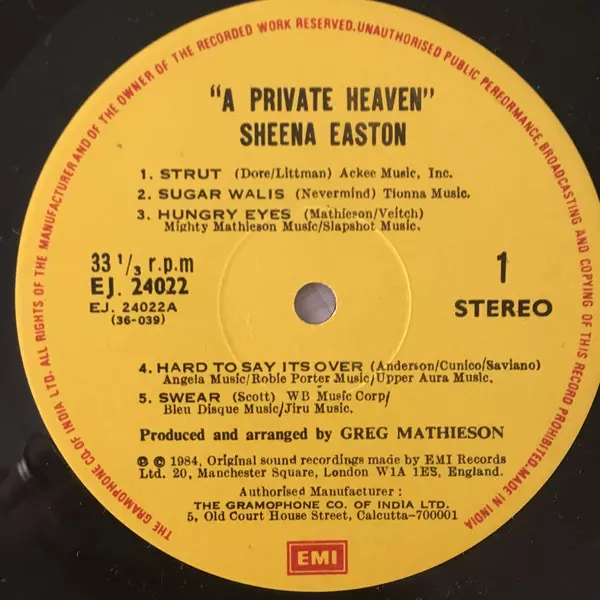 THE GRAMOPHONE CO. OF INDIA LTD. ALL RIGHTS OF THE MANUFACTURER AND OF THE OWNER OF THE RECORDED WORK RESERVED. UNAUTHORISED PUBLIC PERFORMANCE, BROADCASTING AND COPYING OF THIS RECORD PROHIBITED. MADE IN INDIA
"A PRIVATE HEAVEN"
SHEENA EASTON
1. STRUT (Dore/Littman) Ackee Music, Inc.
2. SUGAR WALIS (Nevermind) Tionna Music.
3. HUNGRY EYES (Mathieson/Veitch)
Mighty Mathieson Music/Slapshot Music.
33 1/3 r.p.m
EJ. 24022
EJ. 24022A
(36-039)
1
STEREO
4. HARD TO SAY ITS OVER (Anderson/Cunico/Saviano)
Angela Music/Robie Porter Music/Upper Aura Music.
5. SWEAR (Scott) WB Music Corp/
Bleu Disque Music/Jiru Music.
Produced and arranged by GREG MATHIESON
℗ © 1984, Original sound recordings made by EMI Records
Ltd. 20, Manchester Square, London W1A 1ES, England.
Authorised Manufacturer :
THE GRAMOPHONE CO. OF INDIA LTD.
5, Old Court House Street, Calcutta-700001
EMI